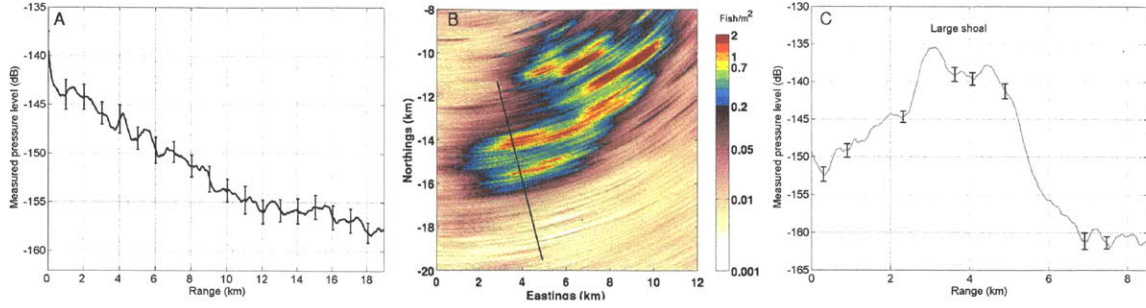 A
Measured pressure level (dB)
-135
-140
-145
-150
-155
-160
0 2 4 6 8 10 12 14 16 18
Range (km)
B
Northings (km)
-8
-10
-12
-14
-16
-18
-20
0 2 4 6 8 10 12
Eastings (km)
Fish/m2
2
1
0.7
0.2
0.05
0.01
0.001
C
Large shoal
Measured pressure level (dB)
-130
-135
-140
-145
-150
-155
-160
-165
0 2 4 6 8
Range (km)